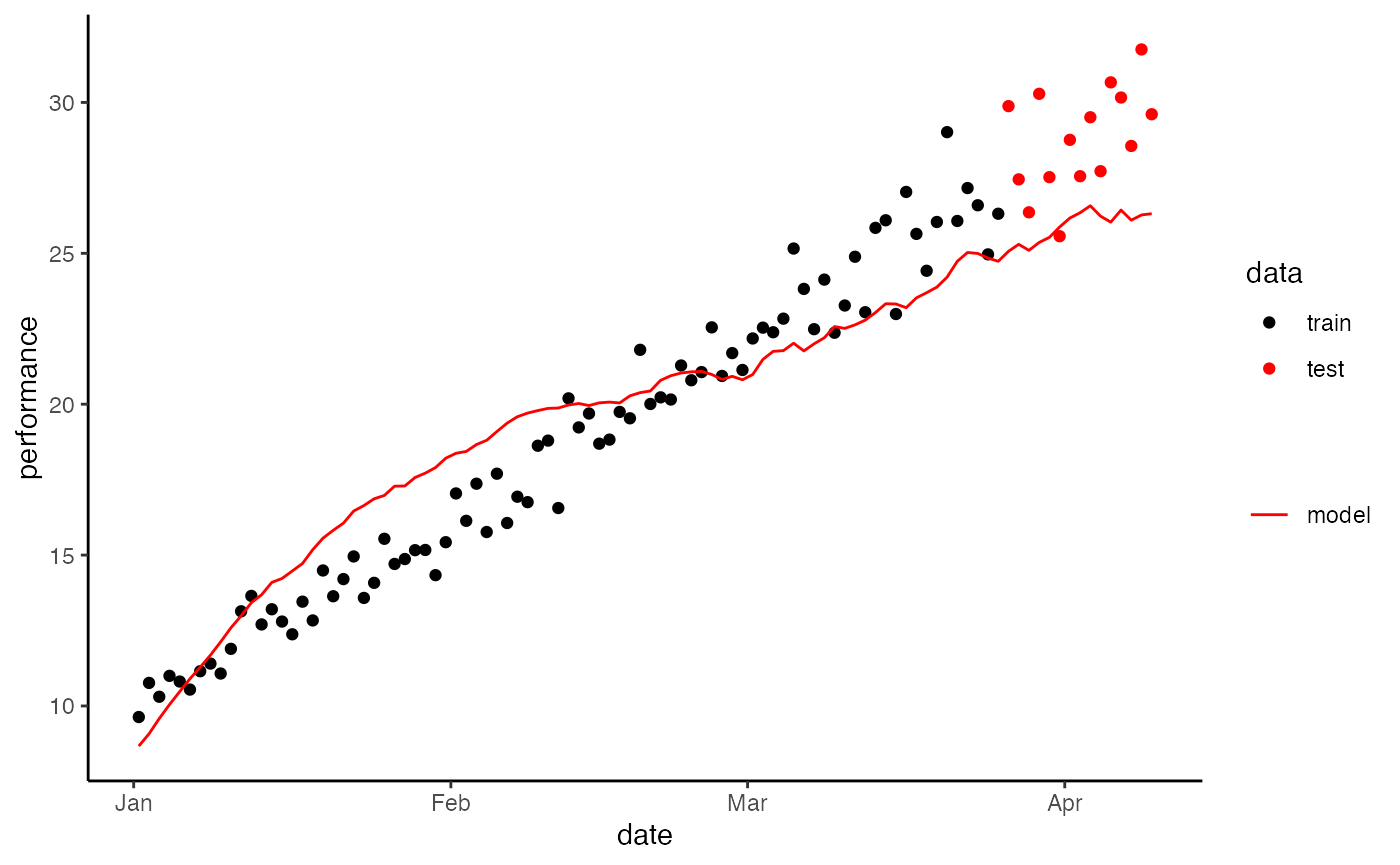 performance
30
25
20
15
10
Jan Feb Mar Apr
date
data
train
test
model